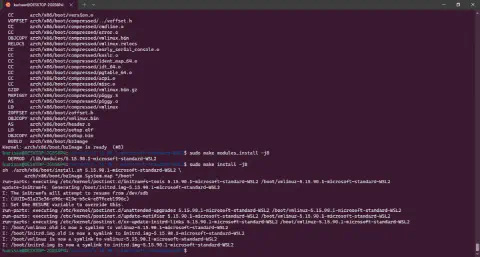 CC      arch/x86/boot/version.o
VOFFSET arch/x86/boot/compressed/../voffset.h
CC      arch/x86/boot/compressed/cmdline.o
CC      arch/x86/boot/compressed/error.o
OBJCOPY arch/x86/boot/compressed/vmlinux.bin
RELOCS  arch/x86/boot/compressed/vmlinux.relocs
CC      arch/x86/boot/compressed/early_serial_console.o
CC      arch/x86/boot/compressed/kaslr.o
CC      arch/x86/boot/compressed/ident_map_64.o
CC      arch/x86/boot/compressed/idt_64.o
CC      arch/x86/boot/compressed/pgtable_64.o
CC      arch/x86/boot/compressed/acpi.o
CC      arch/x86/boot/compressed/misc.o
GZIP    arch/x86/boot/compressed/vmlinux.bin.gz
MKPIGGY arch/x86/boot/compressed/piggy.S
AS      arch/x86/boot/compressed/piggy.o
LD      arch/x86/boot/compressed/vmlinux
ZOFFSET arch/x86/boot/zoffset.h
OBJCOPY arch/x86/boot/vmlinux.bin
AS      arch/x86/boot/header.o
LD      arch/x86/boot/setup.elf
OBJCOPY arch/x86/boot/setup.bin
BUILD   arch/x86/boot/bzImage
Kernel: arch/x86/boot/bzImage is ready (#6)
$ sudo make modules_install -j8
DEPMOD  /lib/modules/5.15.90.1-microsoft-standard-WSL2
$ sudo make install -j8
sh ./arch/x86/boot/install.sh 5.15.90.1-microsoft-standard-WSL2 \
arch/x86/boot/bzImage System.map "/boot"
run-parts: executing /etc/kernel/postinst.d/initramfs-tools 5.15.90.1-microsoft-standard-WSL2 /boot/vmlinuz-5.15.90.1-microsoft-standard-WSL2
update-initramfs: Generating /boot/initrd.img-5.15.90.1-microsoft-standard-WSL2
I: The initramfs will attempt to resume from /dev/sdb
I: Set the RESUME variable to override this.
run-parts: executing /etc/kernel/postinst.d/unattended-upgrades 5.15.90.1-microsoft-standard-WSL2 /boot/vmlinuz-5.15.90.1-microsoft-standard-WSL2
run-parts: executing /etc/kernel/postinst.d/update-notifier 5.15.90.1-microsoft-standard-WSL2 /boot/vmlinuz-5.15.90.1-microsoft-standard-WSL2
run-parts: executing /etc/kernel/postinst.d/xx-update-initrd-links 5.15.90.1-microsoft-standard-WSL2 /boot/vmlinuz-5.15.90.1-microsoft-standard-WSL2
I: /boot/vmlinuz.old is now a symlink to vmlinuz-5.15.90.1-microsoft-standard-WSL2
I: /boot/initrd.img.old is now a symlink to initrd.img-5.15.90.1-microsoft-standard-WSL2
I: /boot/vmlinuz is now a symlink to vmlinuz-5.15.90.1-microsoft-standard-WSL2
I: /boot/initrd.img is now a symlink to initrd.img-5.15.90.1-microsoft-standard-WSL2
$